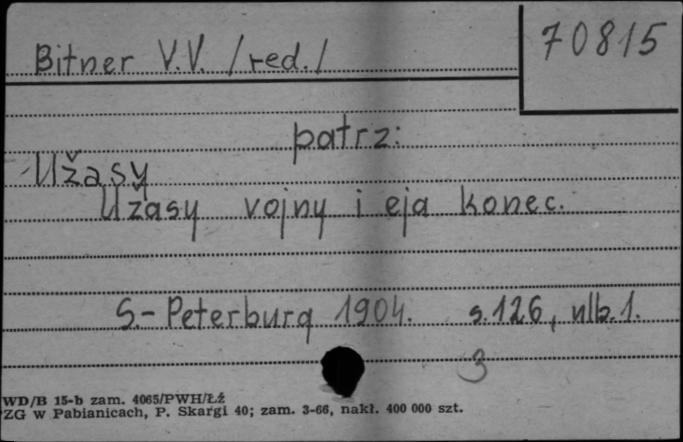 Bitner V.V. /red./
70815
patrz:
Užasy
Užasy vojny i eja konec.
S.-Peterburg 1904. s.126, nlb.1.
3
WD/B 15-b zam. 4065/PWH/Łź
ZG w Pabianicach, P. Skargi 40; zam. 3-66, nakł. 400 000 szt.